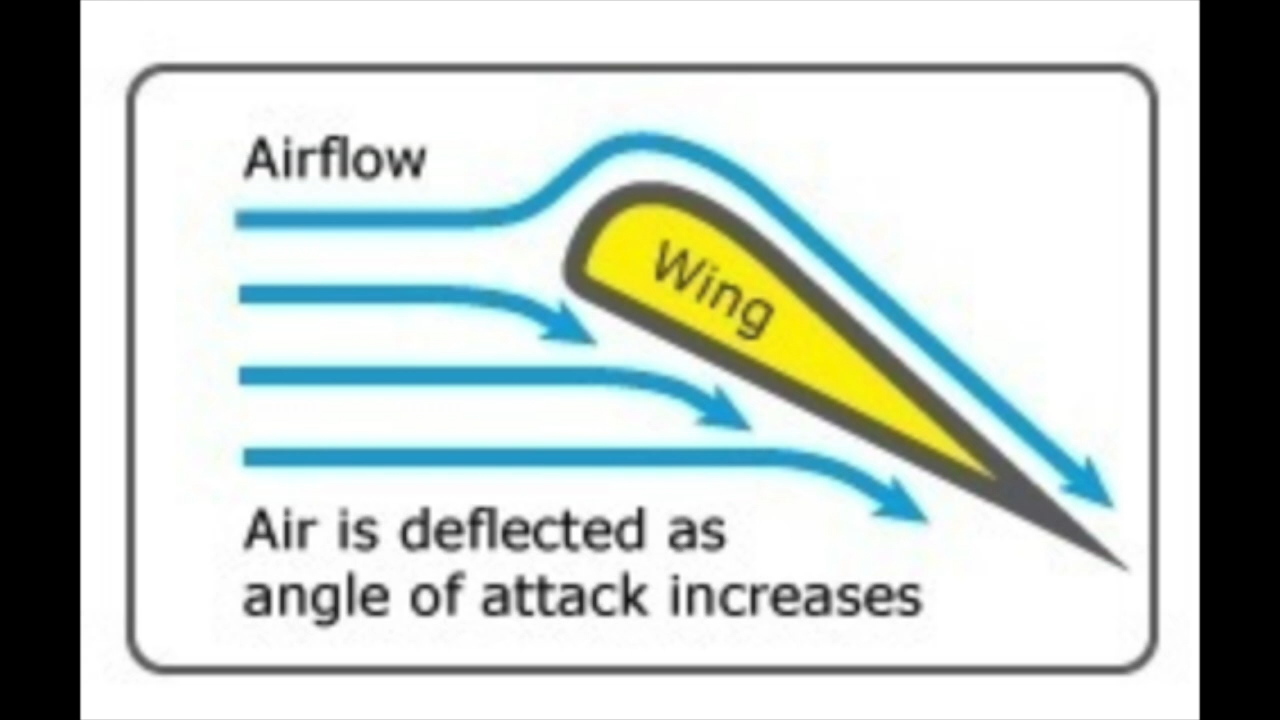 Airflow
Wing
Air is deflected as
angle of attack increases